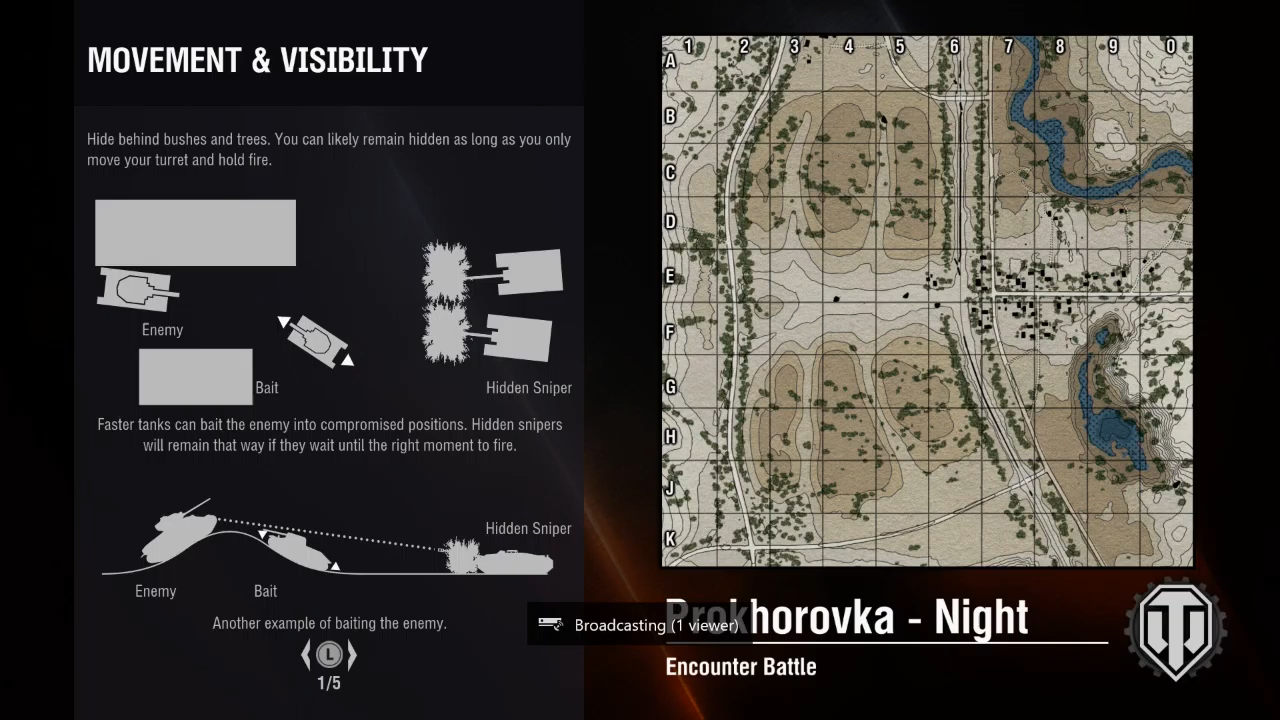 MOVEMENT & VISIBILITY
Hide behind bushes and trees. You can likely remain hidden as long as you only
move your turret and hold fire.
Enemy
Bait
Hidden Sniper
Faster tanks can bait the enemy into compromised positions. Hidden snipers
will remain that way if they wait until the right moment to fire.
Hidden Sniper
Enemy
Bait
Another example of baiting the enemy.
L
1/5
1 2 3 4 5 6 7 8 9 0
A
B
C
D
E
F
G
H
J
K
Prokhorovka - Night
Broadcasting (1 viewer)
Encounter Battle